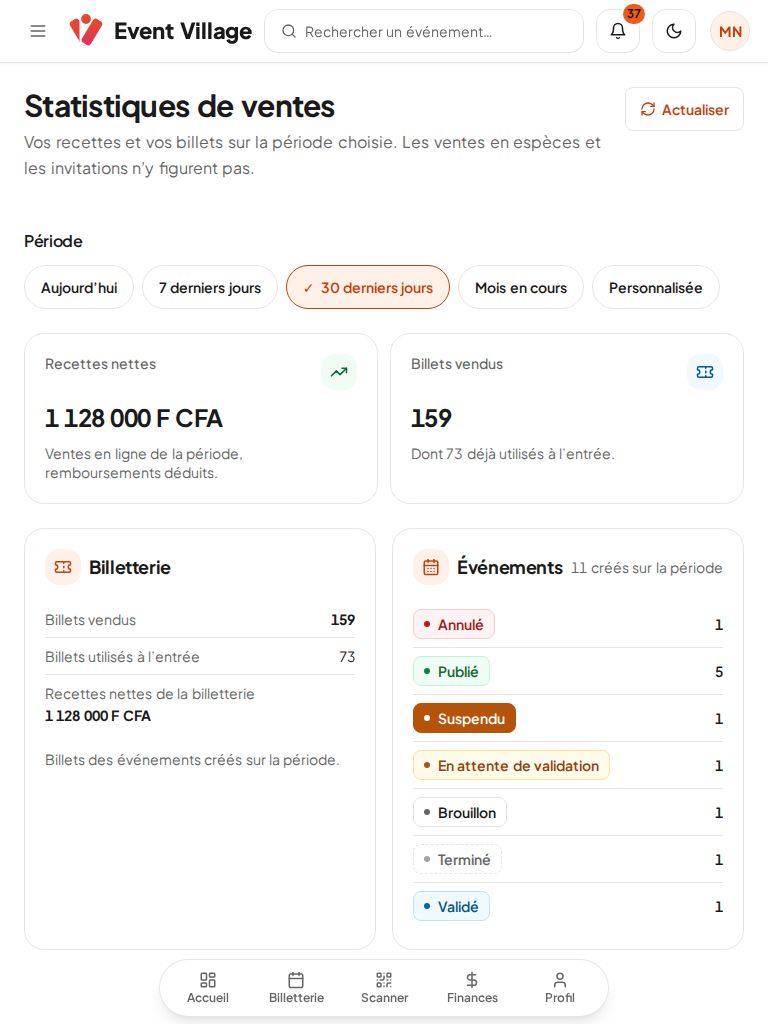 Event Village
Rechercher un événement…
37
MN
Statistiques de ventes
Actualiser
Vos recettes et vos billets sur la période choisie. Les ventes en espèces et
les invitations n’y figurent pas.
Période
Aujourd’hui
7 derniers jours
✓ 30 derniers jours
Mois en cours
Personnalisée
Recettes nettes
1 128 000 F CFA
Ventes en ligne de la période,
remboursements déduits.
Billets vendus
159
Dont 73 déjà utilisés à l’entrée.
Billetterie
Billets vendus 159
Billets utilisés à l’entrée 73
Recettes nettes de la billetterie
1 128 000 F CFA
Billets des événements créés sur la période.
Événements 11 créés sur la période
Annulé 1
Publié 5
Suspendu 1
En attente de validation 1
Brouillon 1
Terminé 1
Validé 1
Accueil
Billetterie
Scanner
Finances
Profil